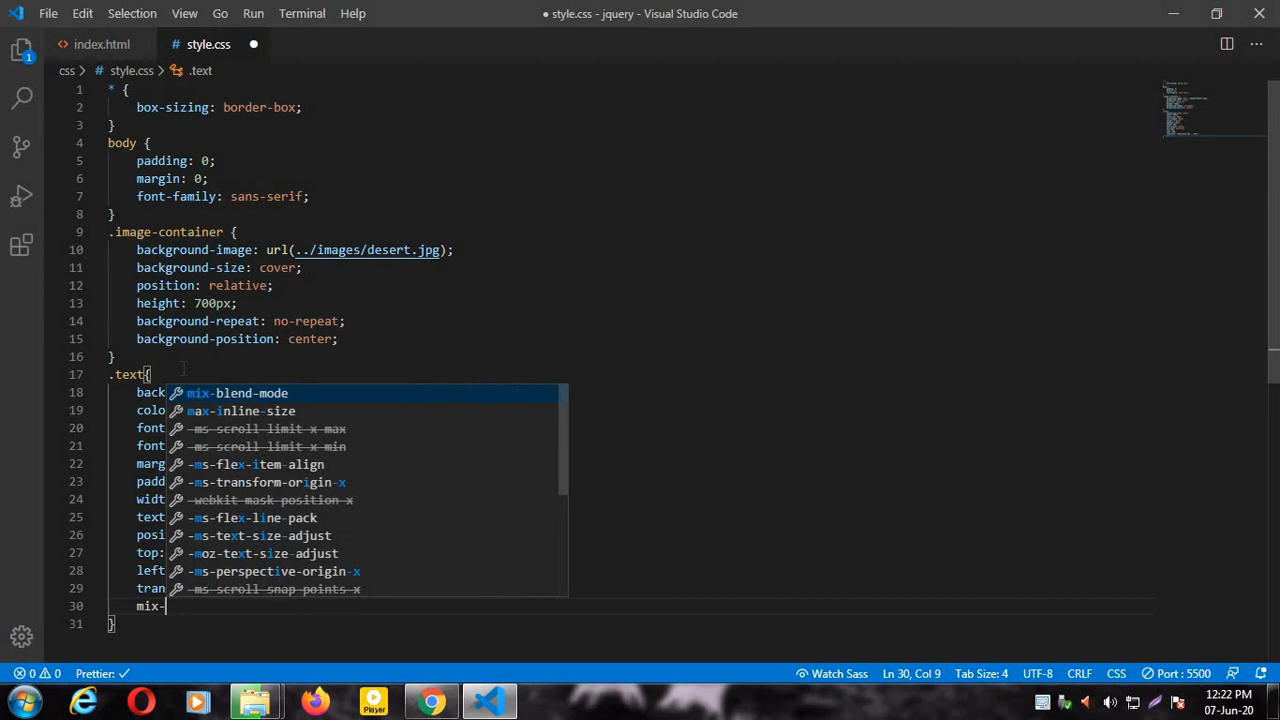 File Edit Selection View Go Run Terminal Help
● style.css - jquery - Visual Studio Code
<> index.html
# style.css ●
css > # style.css > .text
1 * {
2 box-sizing: border-box;
3 }
4 body {
5 padding: 0;
6 margin: 0;
7 font-family: sans-serif;
8 }
9 .image-container {
10 background-image: url(../images/desert.jpg);
11 background-size: cover;
12 position: relative;
13 height: 700px;
14 background-repeat: no-repeat;
15 background-position: center;
16 }
17 .text{
18 back
19 colo
20 font
21 font
22 marg
23 padd
24 widt
25 text
26 posi
27 top:
28 left
29 tran
30 mix-
31 }
mix-blend-mode
max-inline-size
-ms-scroll-limit-x-max
-ms-scroll-limit-x-min
-ms-flex-item-align
-ms-transform-origin-x
-webkit-mask-position-x
-ms-flex-line-pack
-ms-text-size-adjust
-moz-text-size-adjust
-ms-perspective-origin-x
-ms-scroll-snap-points-x
1
0 0 Prettier: ✓
Watch Sass Ln 30, Col 9 Tab Size: 4 UTF-8 CRLF CSS Port : 5500
Player
12:22 PM
07-Jun-20